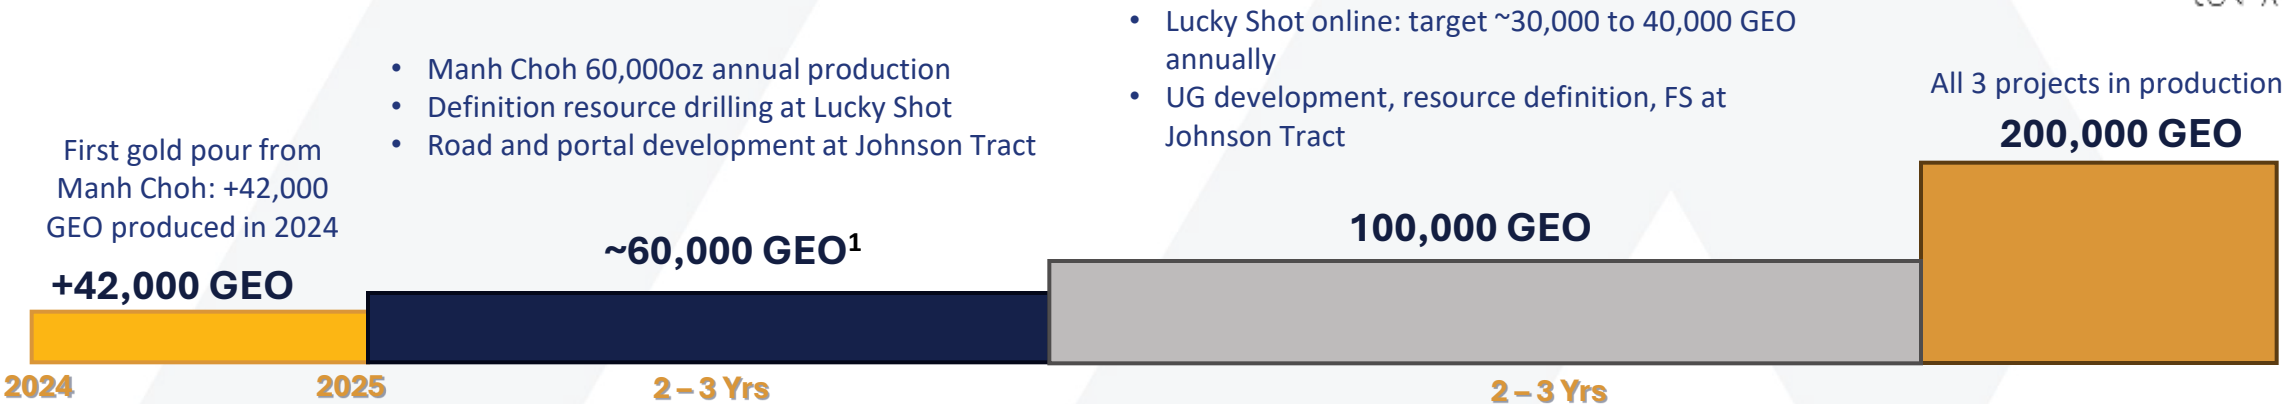 First gold pour from
Manh Choh: +42,000
GEO produced in 2024
+42,000 GEO
• Manh Choh 60,000oz annual production
• Definition resource drilling at Lucky Shot
• Road and portal development at Johnson Tract
~60,000 GEO¹
• Lucky Shot online: target ~30,000 to 40,000 GEO
annually
• UG development, resource definition, FS at
Johnson Tract
100,000 GEO
All 3 projects in production
200,000 GEO
2024
2025
2 – 3 Yrs
2 – 3 Yrs